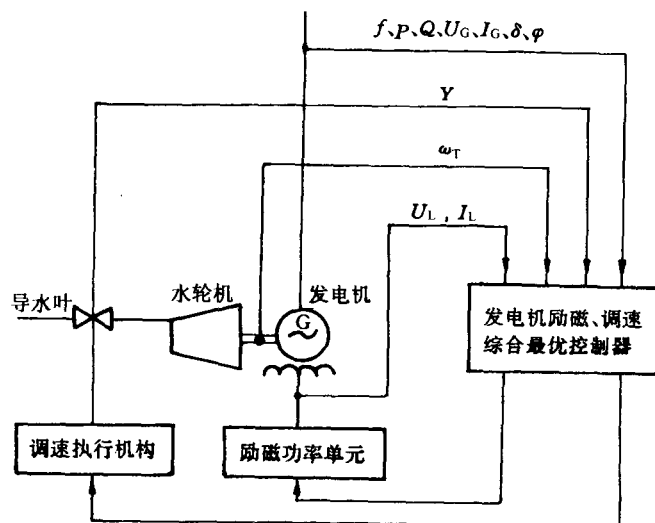 f、P、Q、U_G、I_G、δ、φ
Y
ω_T
U_L , I_L
导水叶
水轮机
发电机
G
发电机励磁、调速
综合最优控制器
调速执行机构
励磁功率单元